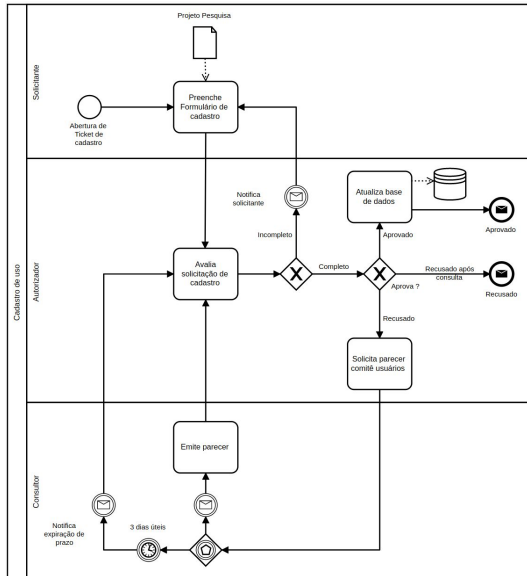 Projeto Pesquisa
Cadastro de uso
Solicitante
Abertura de
Ticket de
cadastro
Preenche
Formulário de
cadastro
Autorizador
Notifica
solicitante
Incompleto
Avalia
solicitação de
cadastro
Completo
Atualiza base
de dados
Aprovado
Aprovado
Aprova ?
Recusado após
consulta
Recusado
Recusado
Solicita parecer
comitê usuários
Consultor
Emite parecer
Notifica
expiração de
prazo
3 dias úteis